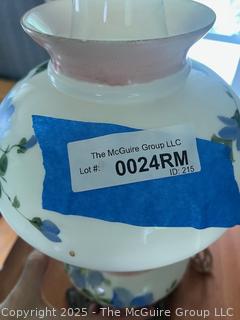 The McGuire Group LLC
Lot #: 0024RM
ID: 215
Copyright 2025 - The McGuire Group LLC